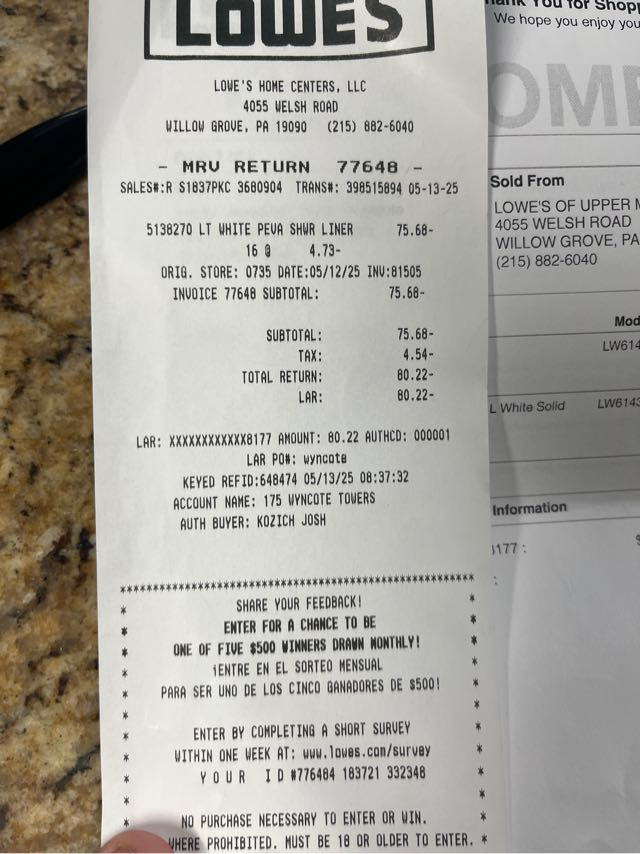 LOWE'S
LOWE'S HOME CENTERS, LLC
4055 WELSH ROAD
WILLOW GROVE, PA 19090 (215) 882-6040
- MRV RETURN 77648 -
SALES#:R S1837PKC 3680904 TRANS#: 398515894 05-13-25
5138270 LT WHITE PEVA SHWR LINER 75.68-
16 @ 4.73-
ORIG. STORE: 0735 DATE:05/12/25 INV:81505
INVOICE 77648 SUBTOTAL: 75.68-
SUBTOTAL: 75.68-
TAX: 4.54-
TOTAL RETURN: 80.22-
LAR: 80.22-
LAR: XXXXXXXXXXXX8177 AMOUNT: 80.22 AUTHCD: 000001
LAR PO#: wyncote
KEYED REFID:648474 05/13/25 08:37:32
ACCOUNT NAME: 175 WYNCOTE TOWERS
AUTH BUYER: KOZICH JOSH
SHARE YOUR FEEDBACK!
ENTER FOR A CHANCE TO BE
ONE OF FIVE $500 WINNERS DRAWN MONTHLY!
¡ENTRE EN EL SORTEO MENSUAL
PARA SER UNO DE LOS CINCO GANADORES DE $500!
ENTER BY COMPLETING A SHORT SURVEY
WITHIN ONE WEEK AT: www.lowes.com/survey
YOUR ID #776484 183721 332348
NO PURCHASE NECESSARY TO ENTER OR WIN.
WHERE PROHIBITED. MUST BE 18 OR OLDER TO ENTER.
You for Shopp
We hope you enjoy you
OME
Sold From
LOWE'S OF UPPER M
4055 WELSH ROAD
WILLOW GROVE, PA
(215) 882-6040
Mod
LW614
L White Solid LW6143
Information
8177 :